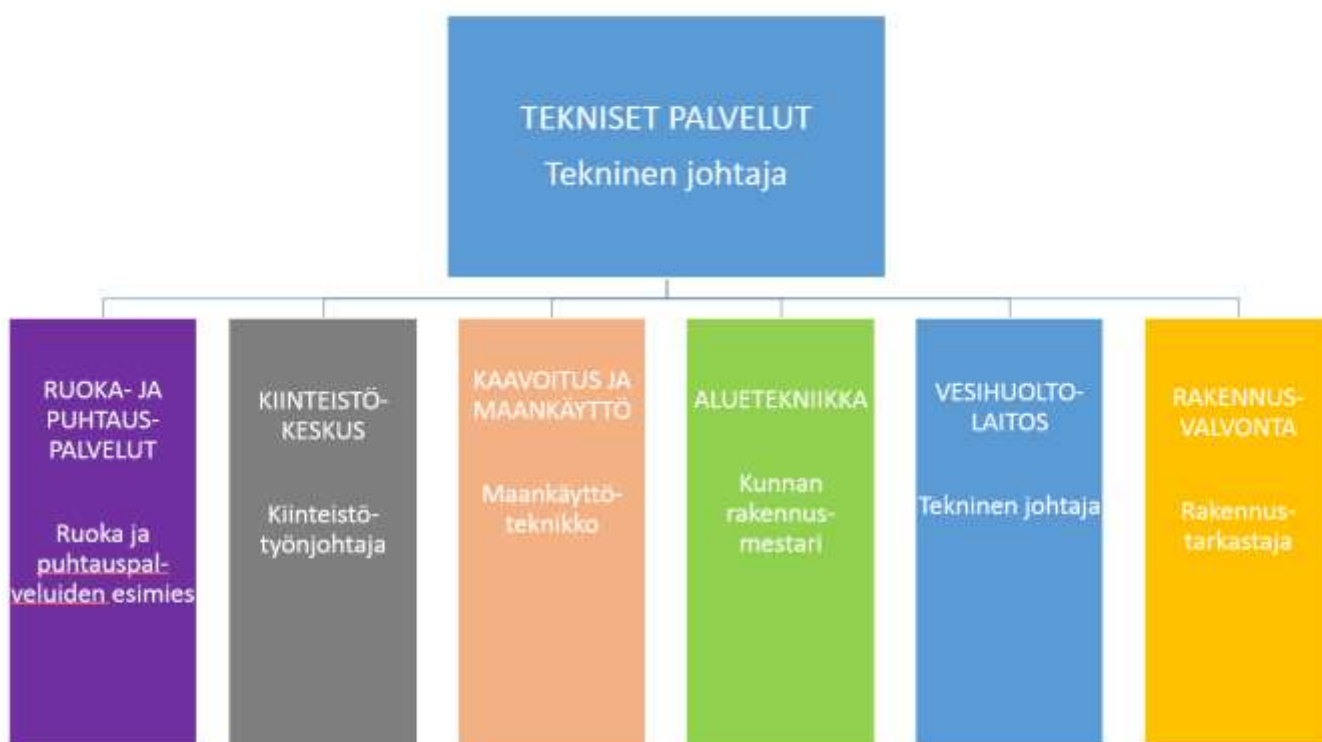 TEKNISET PALVELUT
Tekninen johtaja
RUOKA- JA
PUHTAUS-
PALVELUT
Ruoka ja
puhtauspal-
veluiden esimies
KIINTEISTÖ-
KESKUS
Kiinteistö-
työnjohtaja
KAAVOITUS JA
MAANKÄYTTÖ
Maankäyttö-
teknikko
ALUETEKNIIKKA
Kunnan
rakennus-
mestari
VESIHUOLTO-
LAITOS
Tekninen johtaja
RAKENNUS-
VALVONTA
Rakennus-
tarkastaja